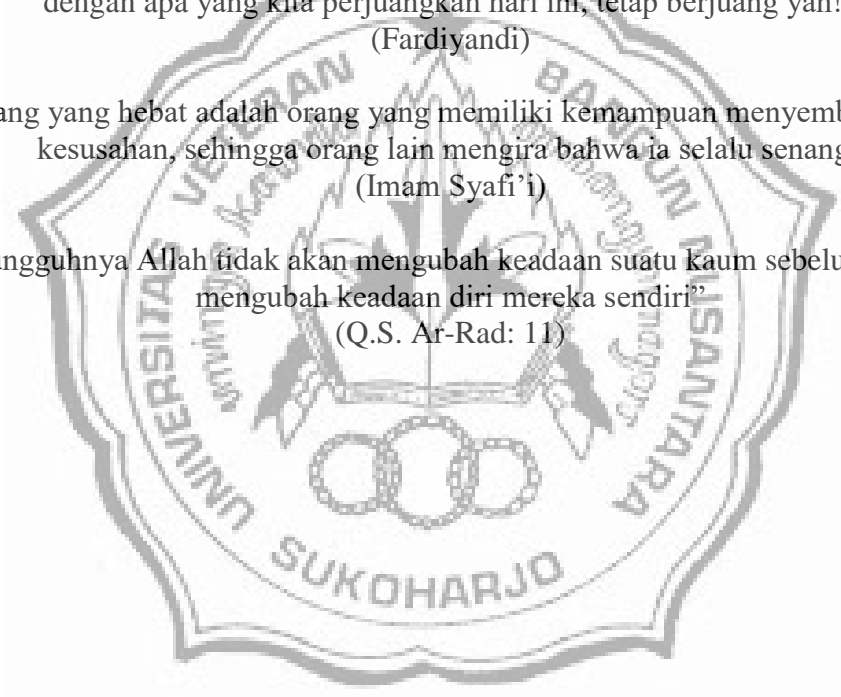 dengan apa yang kita perjuangkan hari ini, tetap berjuang yah!
(Fardiyandi)
ang yang hebat adalah orang yang memiliki kemampuan menyemb
kesusahan, sehingga orang lain mengira bahwa ia selalu senang
(Imam Syafi’i)
ungguhnya Allah tidak akan mengubah keadaan suatu kaum sebelu
mengubah keadaan diri mereka sendiri”
(Q.S. Ar-Rad: 11)
UNIVERSITAS VETERAN BANGUN NUSANTARA
SUKOHARJO